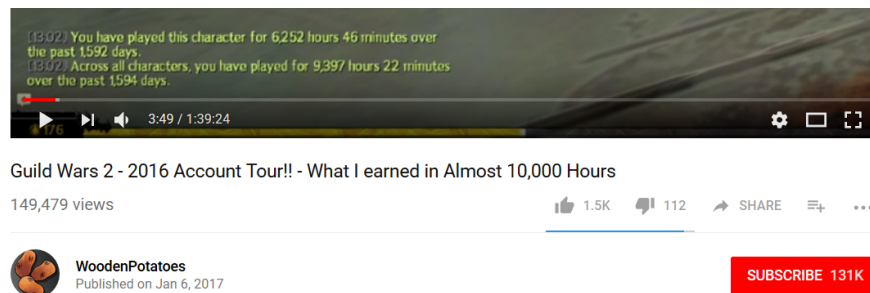 [13:02] You have played this character for 6,252 hours 46 minutes over
the past 1,592 days.
[13:02] Across all characters, you have played for 9,397 hours 22 minutes
over the past 1,594 days.
176
3:49 / 1:39:24
Guild Wars 2 - 2016 Account Tour!! - What I earned in Almost 10,000 Hours
149,479 views
1.5K
112
SHARE
WoodenPotatoes
Published on Jan 6, 2017
SUBSCRIBE 131K